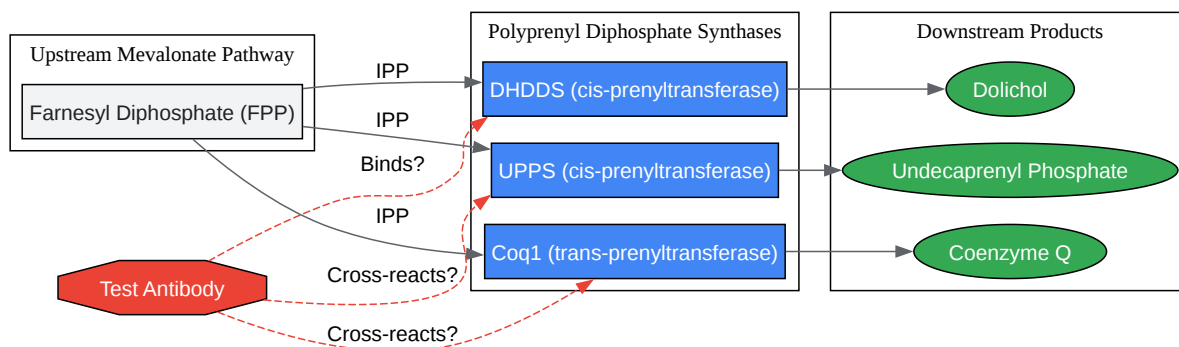 Upstream Mevalonate Pathway
Farnesyl Diphosphate (FPP)
IPP
IPP
IPP
Binds?
Cross-reacts?
Cross-reacts?
Test Antibody
Polyprenyl Diphosphate Synthases
DHDDS (cis-prenyltransferase)
UPPS (cis-prenyltransferase)
Coq1 (trans-prenyltransferase)
Downstream Products
Dolichol
Undecaprenyl Phosphate
Coenzyme Q